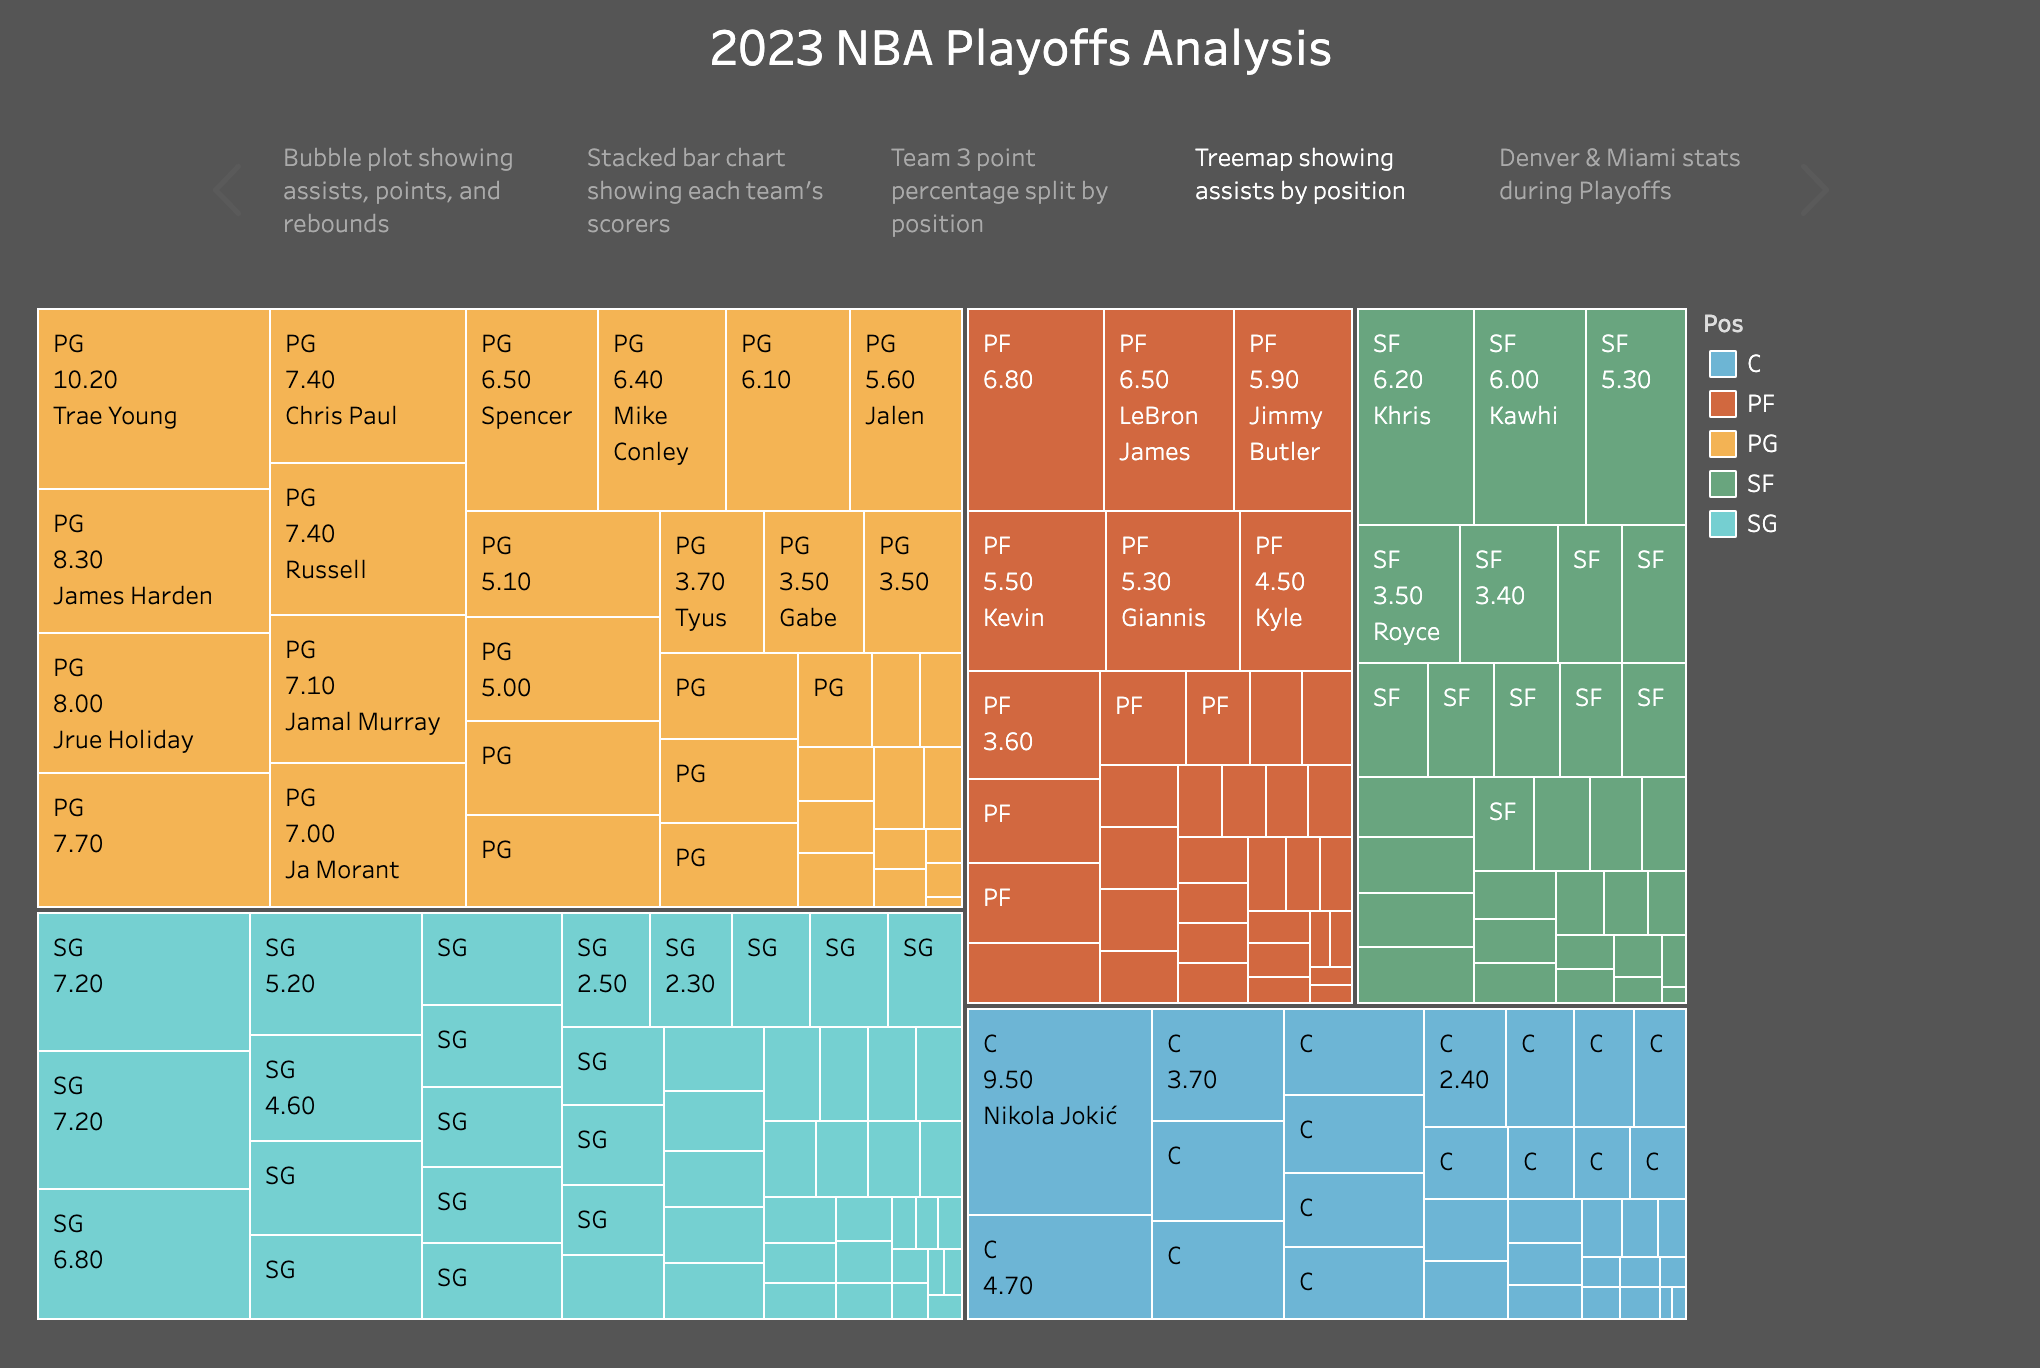 2023 NBA Playoffs Analysis
Bubble plot showing
assists, points, and
rebounds
Stacked bar chart
showing each team's
scorers
Team 3 point
percentage split by
position
Treemap showing
assists by position
Denver & Miami stats
during Playoffs
PG
10.20
Trae Young
PG
8.30
James Harden
PG
8.00
Jrue Holiday
PG
7.70
PG
7.40
Chris Paul
PG
7.40
Russell
PG
7.10
Jamal Murray
PG
7.00
Ja Morant
PG
6.50
Spencer
PG
6.40
Mike
Conley
PG
6.10
PG
5.60
Jalen
PG
5.10
PG
5.00
PG
PG
PG
3.70
Tyus
PG
3.50
Gabe
PG
3.50
PG
PG
PG
PG
PF
6.80
PF
6.50
LeBron
James
PF
5.90
Jimmy
Butler
PF
5.50
Kevin
PF
5.30
Giannis
PF
4.50
Kyle
PF
3.60
PF
PF
PF
PF
SF
6.20
Khris
SF
6.00
Kawhi
SF
5.30
SF
3.50
Royce
SF
3.40
SF
SF
SF
SF
SF
SF
SF
SF
Pos
C
PF
PG
SF
SG
SG
7.20
SG
7.20
SG
6.80
SG
5.20
SG
4.60
SG
SG
SG
SG
SG
SG
SG
SG
2.50
SG
2.30
SG
SG
SG
SG
SG
SG
C
9.50
Nikola Jokić
C
4.70
C
3.70
C
C
C
C
C
C
C
2.40
C
C
C
C
C
C
C